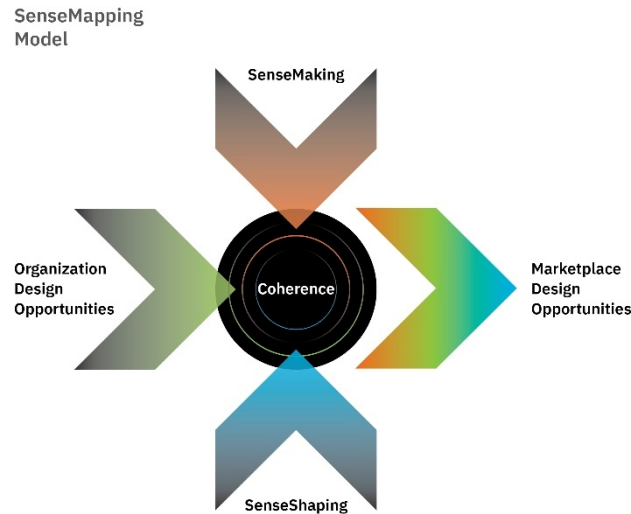 SenseMapping
Model
SenseMaking
Organization
Design
Opportunities
Coherence
Marketplace
Design
Opportunities
SenseShaping